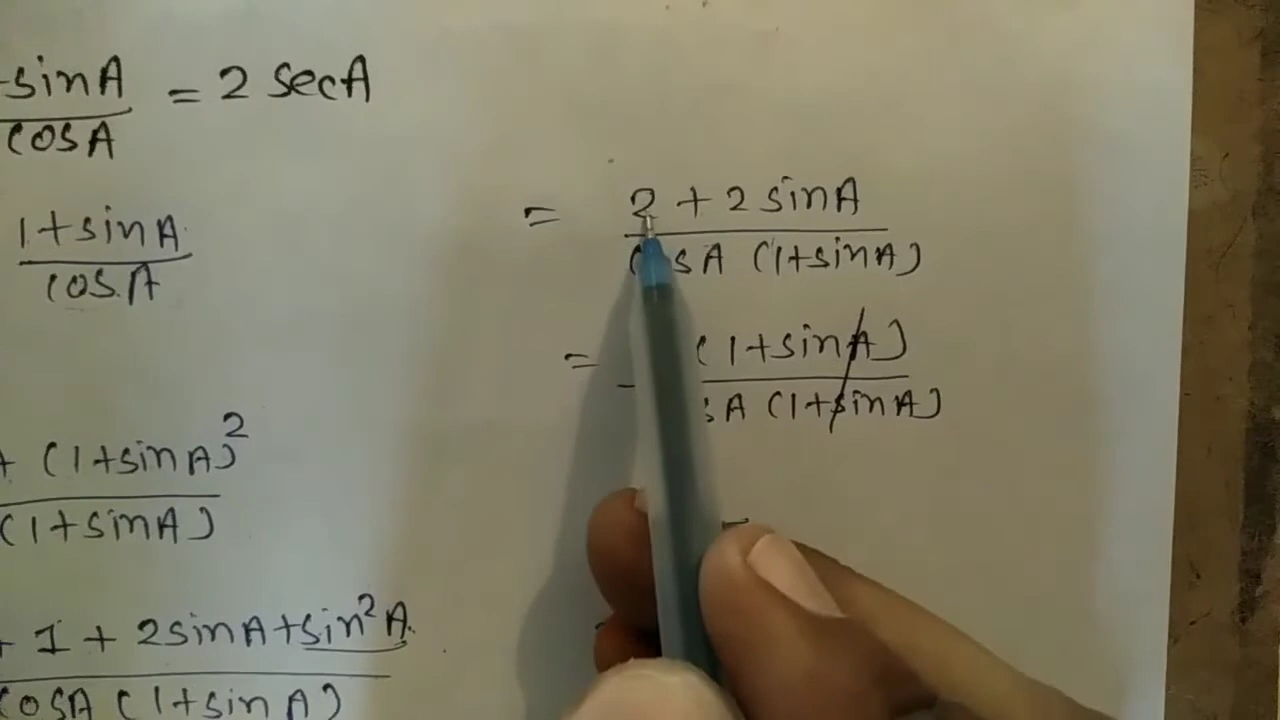 sinA
cosA
= 2 secA
1+sinA
cosA
+ (1+sinA)²
(1+sinA)
+ 1 + 2sinA+sin²A
cosA (1+sinA)
= 2 + 2 sinA
sA (1+sinA)
= (1+sinA)
sA (1+sinA)